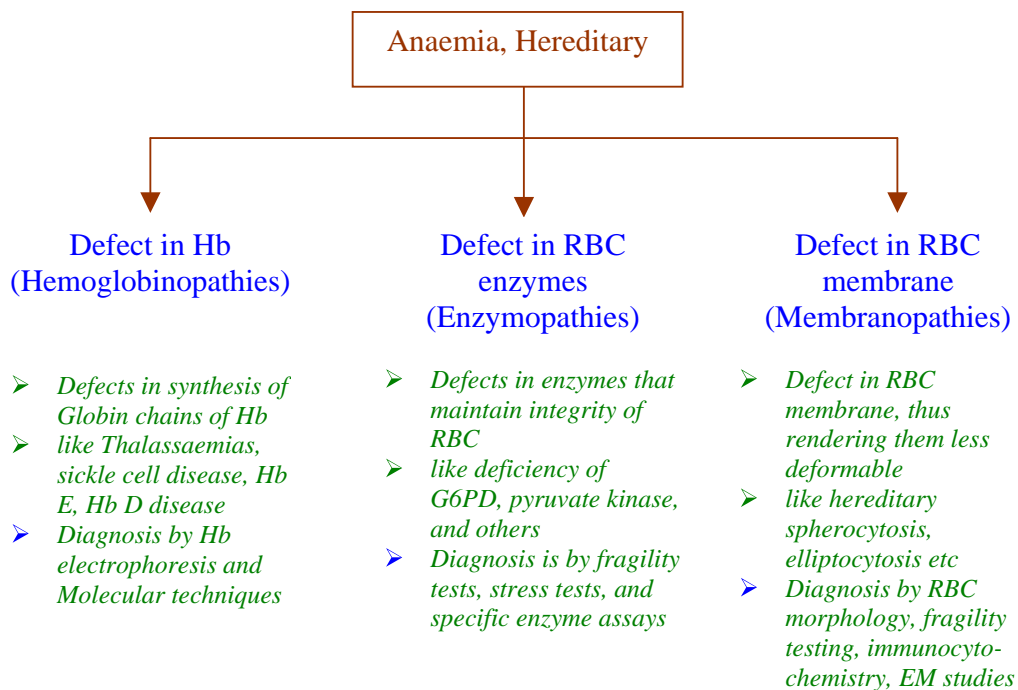 Anaemia, Hereditary
Defect in Hb
(Hemoglobinopathies)
➢ Defects in synthesis of
Globin chains of Hb
➢ like Thalassaemias,
sickle cell disease, Hb
E, Hb D disease
➢ Diagnosis by Hb
electrophoresis and
Molecular techniques
Defect in RBC
enzymes
(Enzymopathies)
➢ Defects in enzymes that
maintain integrity of
RBC
➢ like deficiency of
G6PD, pyruvate kinase,
and others
➢ Diagnosis is by fragility
tests, stress tests, and
specific enzyme assays
Defect in RBC
membrane
(Membranopathies)
➢ Defect in RBC
membrane, thus
rendering them less
deformable
➢ like hereditary
spherocytosis,
elliptocytosis etc
➢ Diagnosis by RBC
morphology, fragility
testing, immunocyto-
chemistry, EM studies